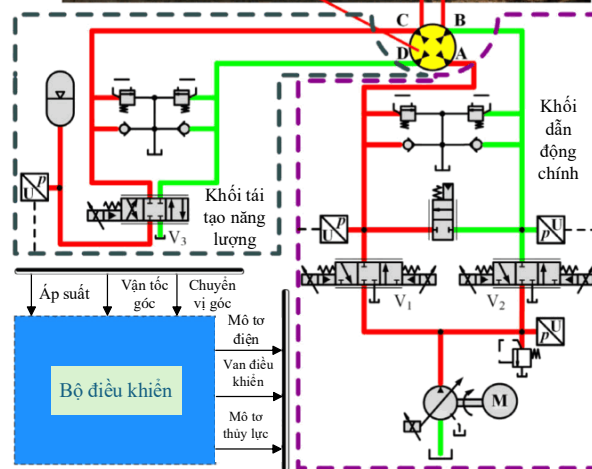 C
B
D
A
Khối
dẫn
động
chính
p
U
Khối tái
tạo năng
lượng
V3
p
U
U
p
V1
V2
U
p
M
Áp suất
Vận tốc
góc
Chuyển
vị góc
Mô tơ
điện
Van điều
khiển
Mô tơ
thủy lực
Bộ điều khiển